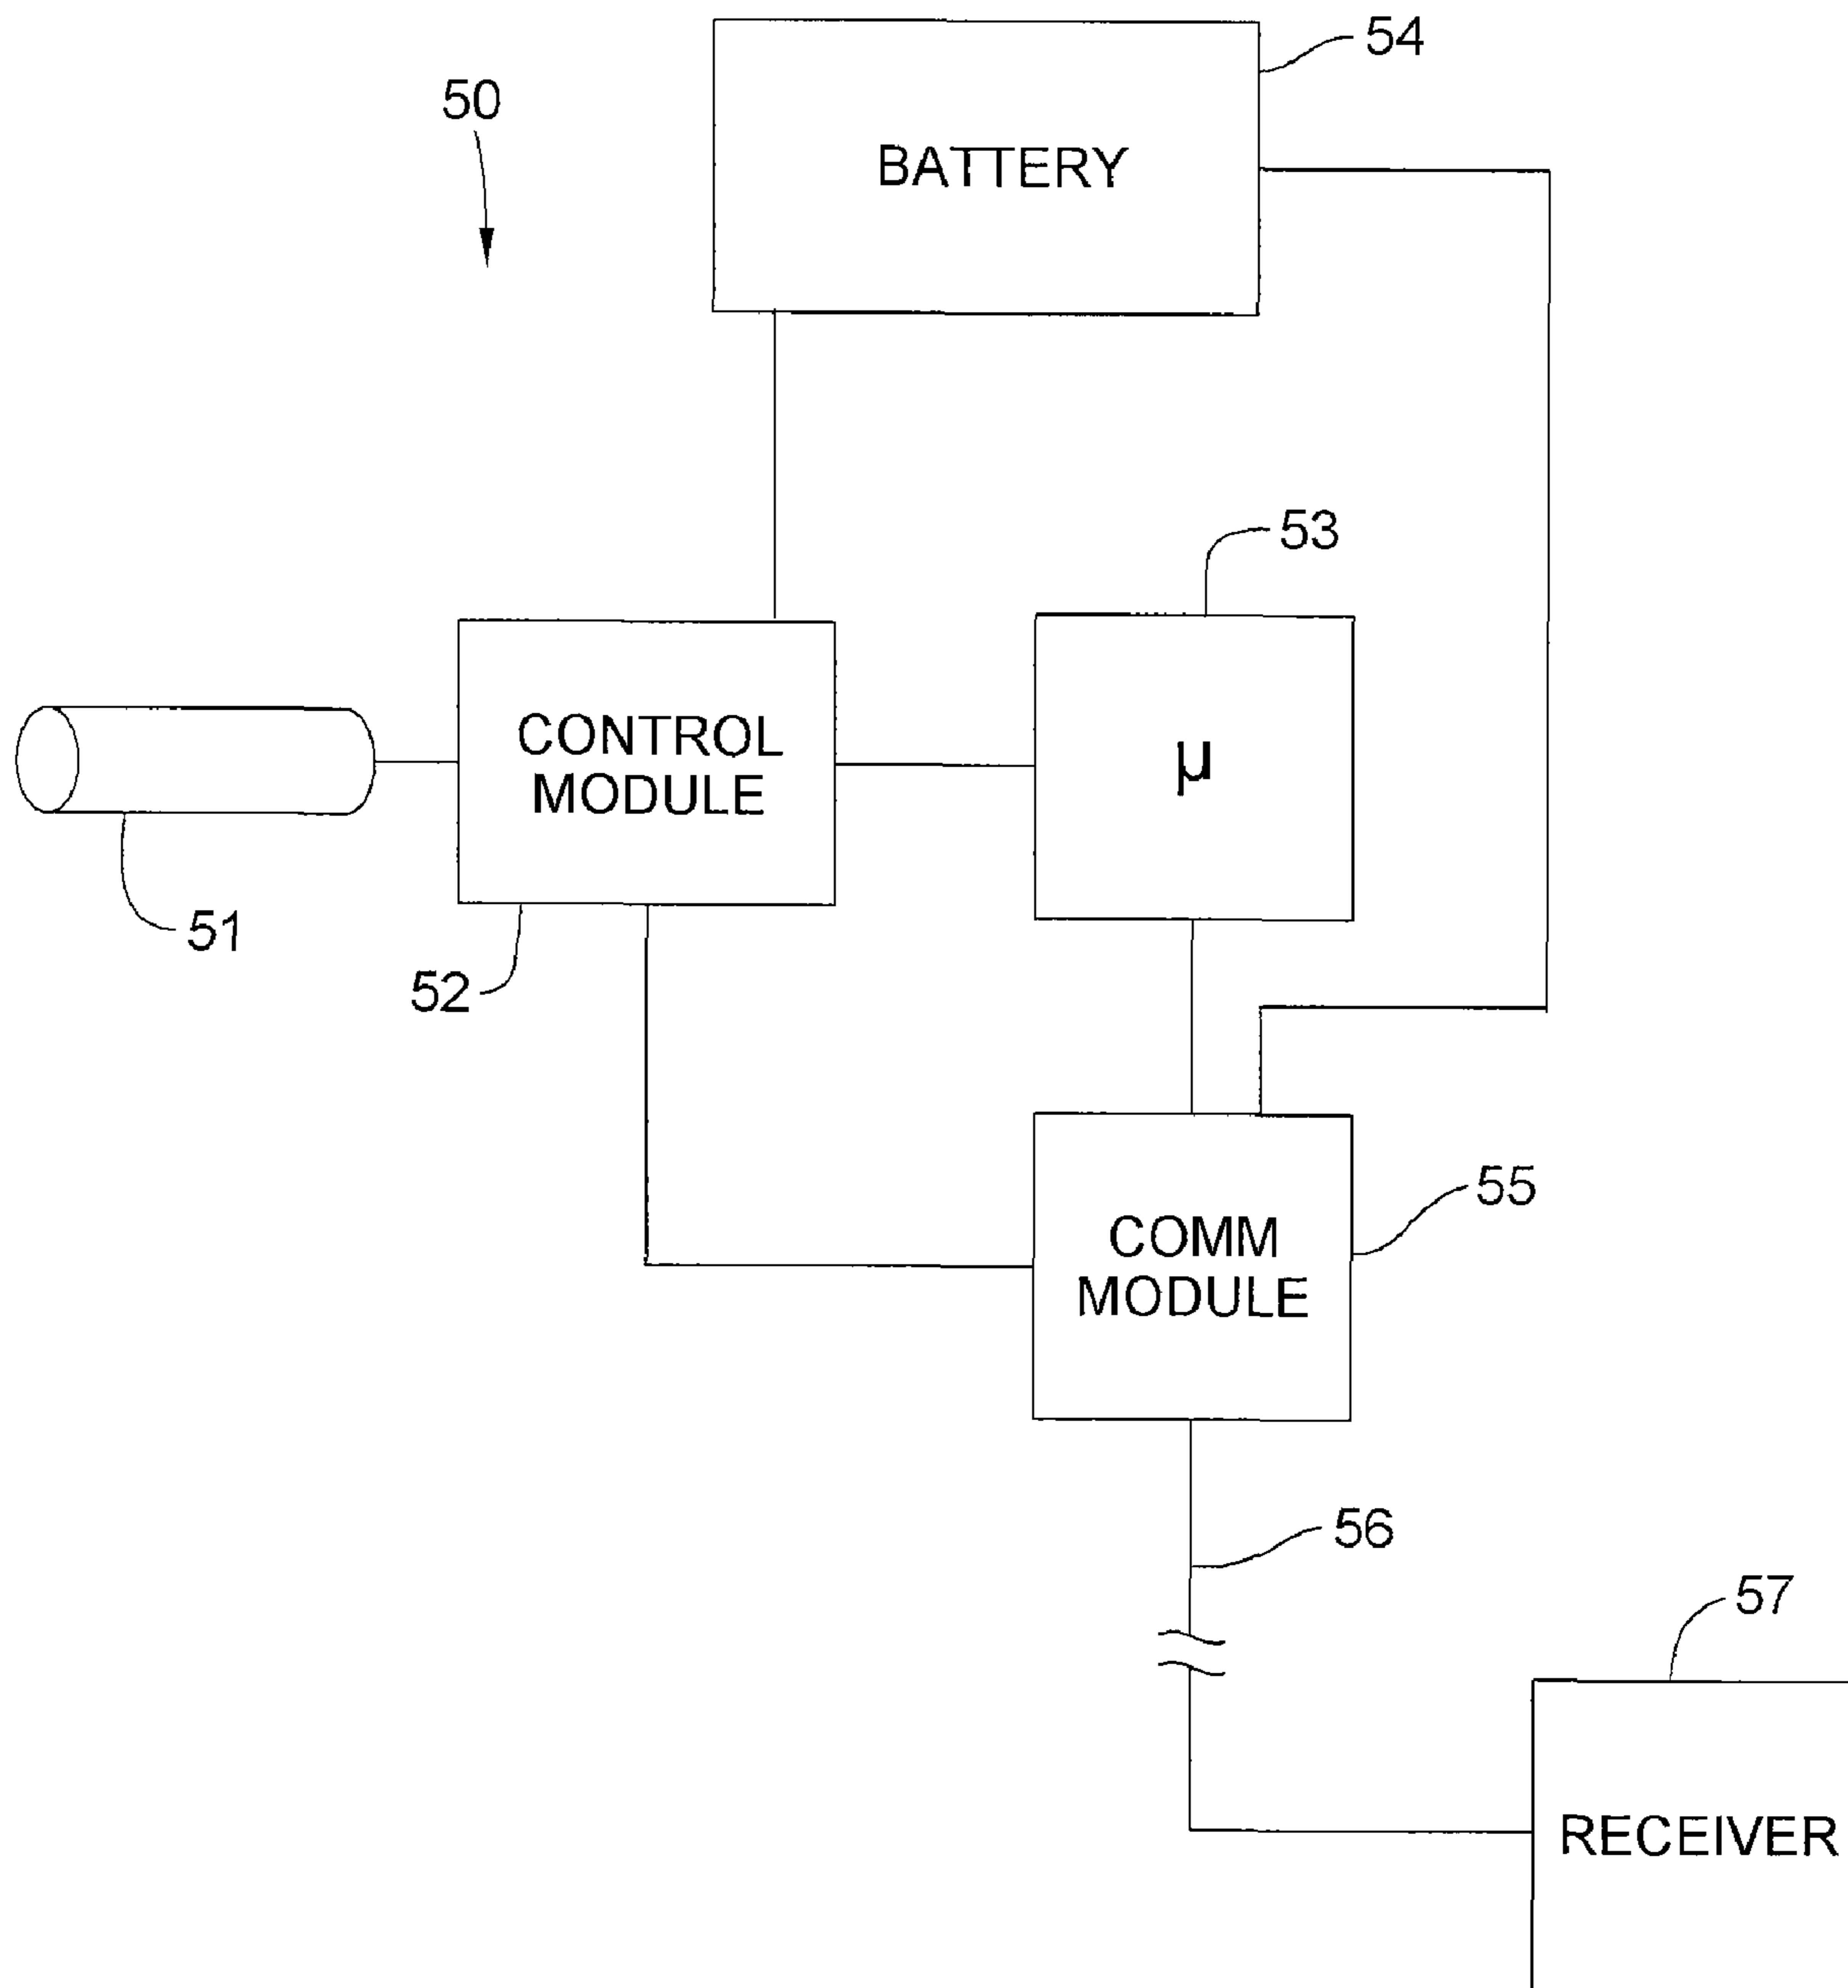 54
50
BATTERY
53
CONTROL
MODULE
µ
51
52
55
COMM
MODULE
56
57
RECEIVER